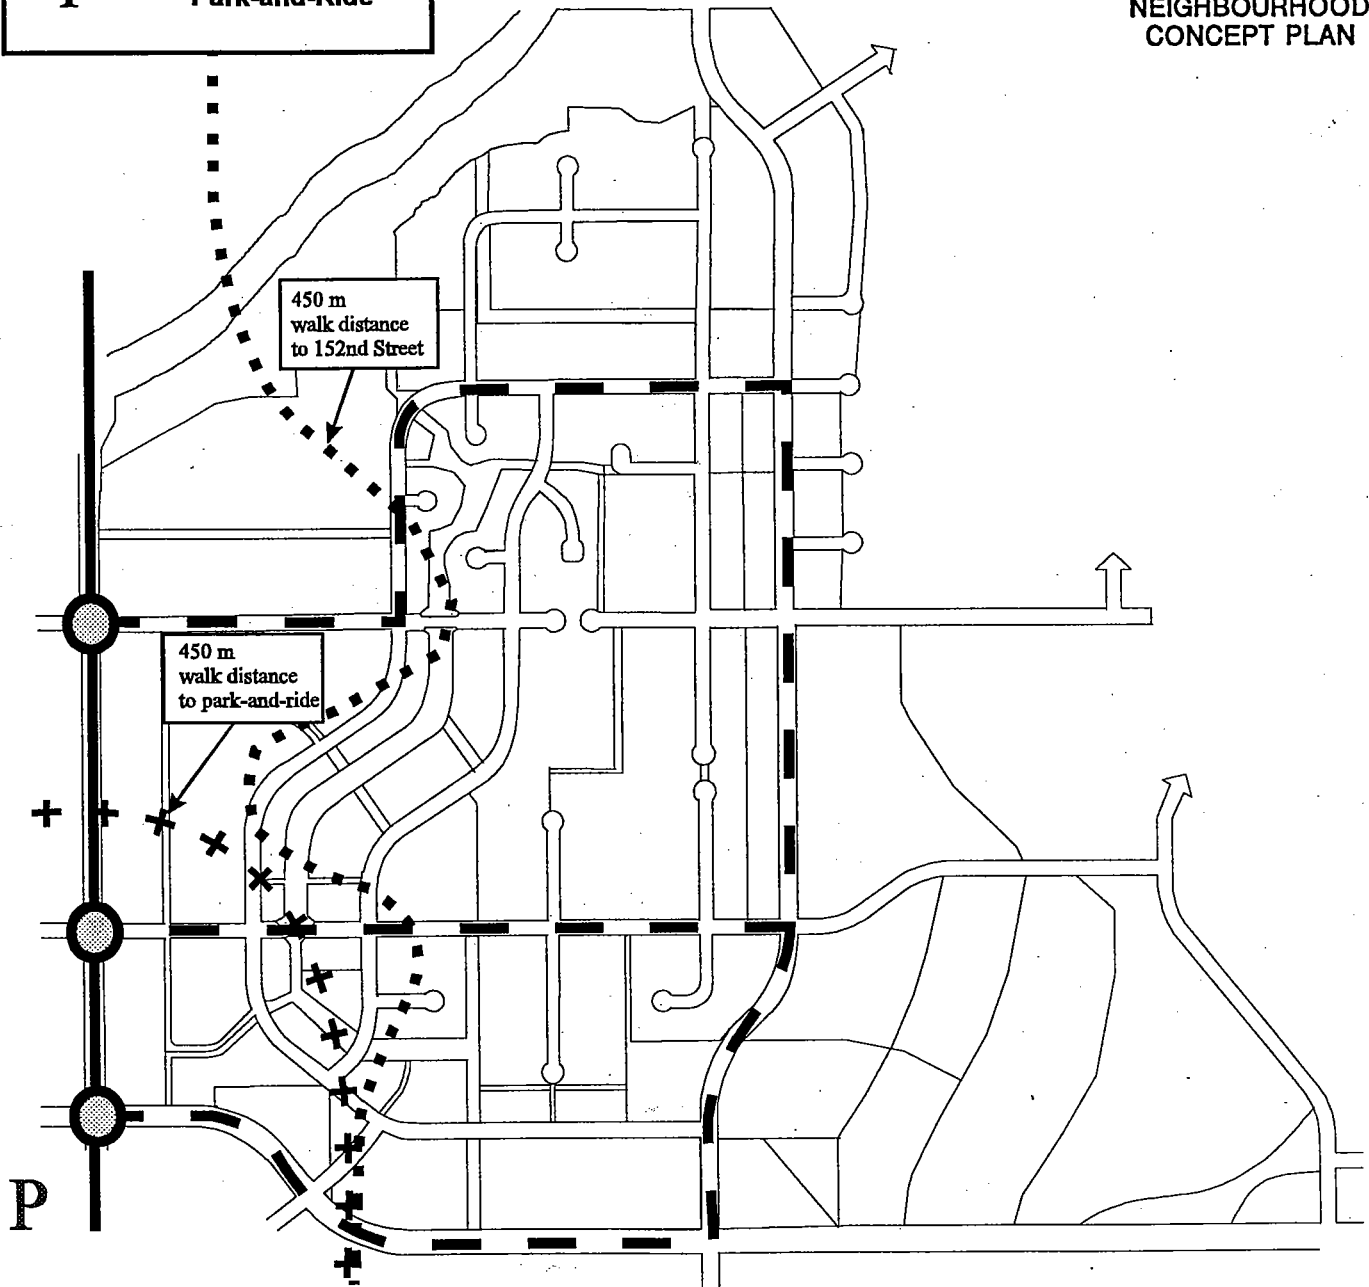 Park-and-Ride
NEIGHBOURHOOD
CONCEPT PLAN
450 m
walk distance
to 152nd Street
450 m
walk distance
to park-and-ride
P